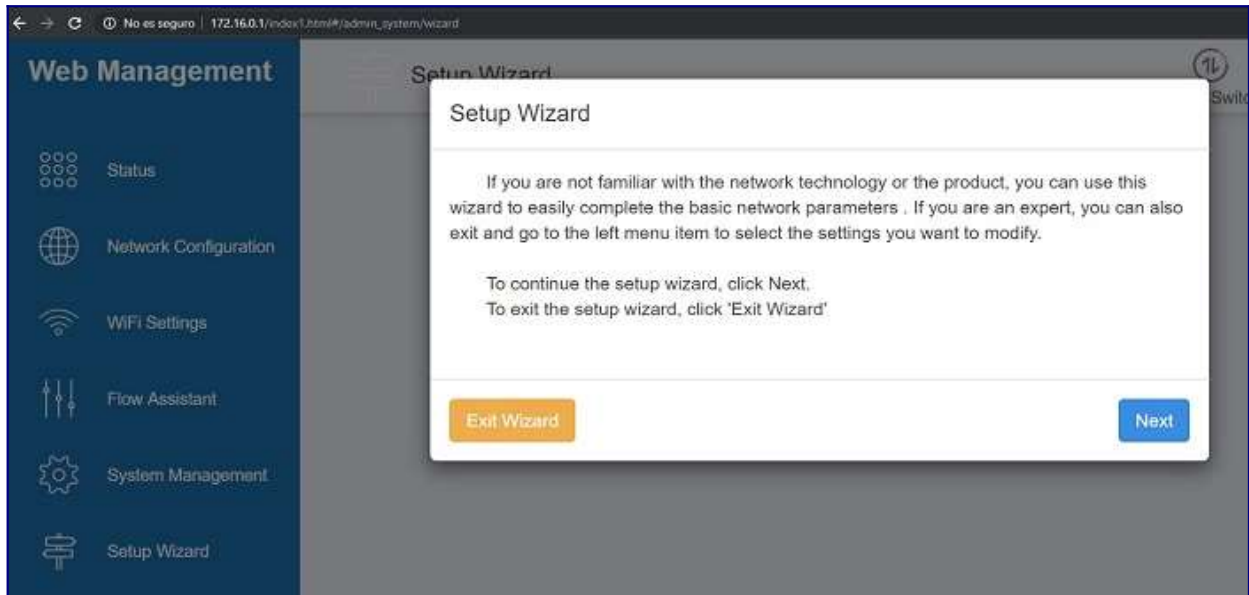 No es seguro | 172.16.0.1/index1.html#/admin_system/wizard
Web Management
Setup Wizard
Status
Network Configuration
WiFi Settings
Flow Assistant
System Management
Setup Wizard
Setup Wizard
If you are not familiar with the network technology or the product, you can use this
wizard to easily complete the basic network parameters . If you are an expert, you can also
exit and go to the left menu item to select the settings you want to modify.
To continue the setup wizard, click Next.
To exit the setup wizard, click 'Exit Wizard'
Exit Wizard
Next